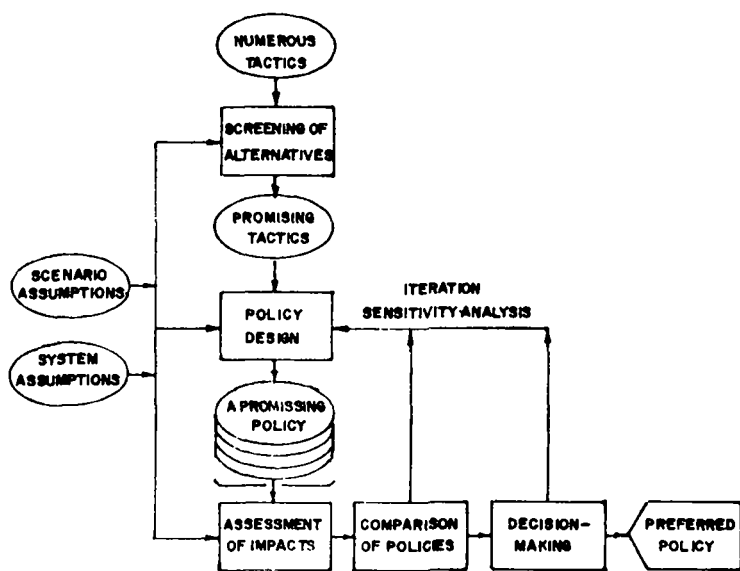 NUMEROUS
TACTICS
SCREENING OF
ALTERNATIVES
PROMISING
TACTICS
SCENARIO
ASSUMPTIONS
ITERATION
SENSITIVITY-ANALYSIS
POLICY
DESIGN
SYSTEM
ASSUMPTIONS
A PROMISSING
POLICY
ASSESSMENT
OF IMPACTS
COMPARISON
OF POLICIES
DECISION-
MAKING
PREFERRED
POLICY